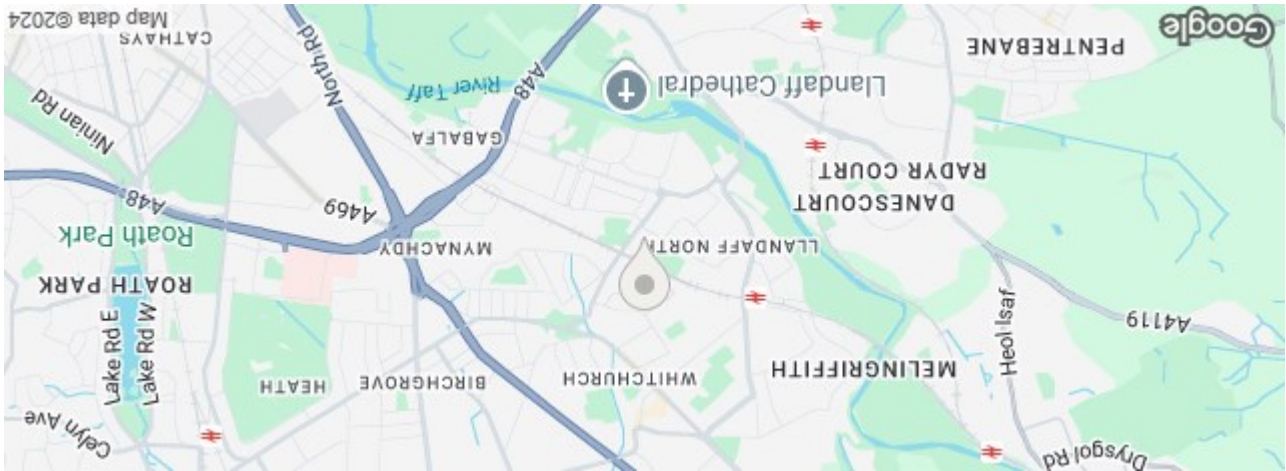 Drysgol Rd
Celyn Ave
WHITCHURCH
BIRCHGROVE
HEATH
MELINGRIFFITH
Heol Isaf
Lake Rd W
Lake Rd E
A4119
ROATH PARK
LLANDAFF NORTH
MYNACHDY
Roath Park
A469
A48
DANESCOURT
RADYR COURT
GABALFA
Ninian Rd
Llandaff Cathedral
River Taff
A48
North Rd
PENTREBANE
CATHAYS
Google
Map data ©2024